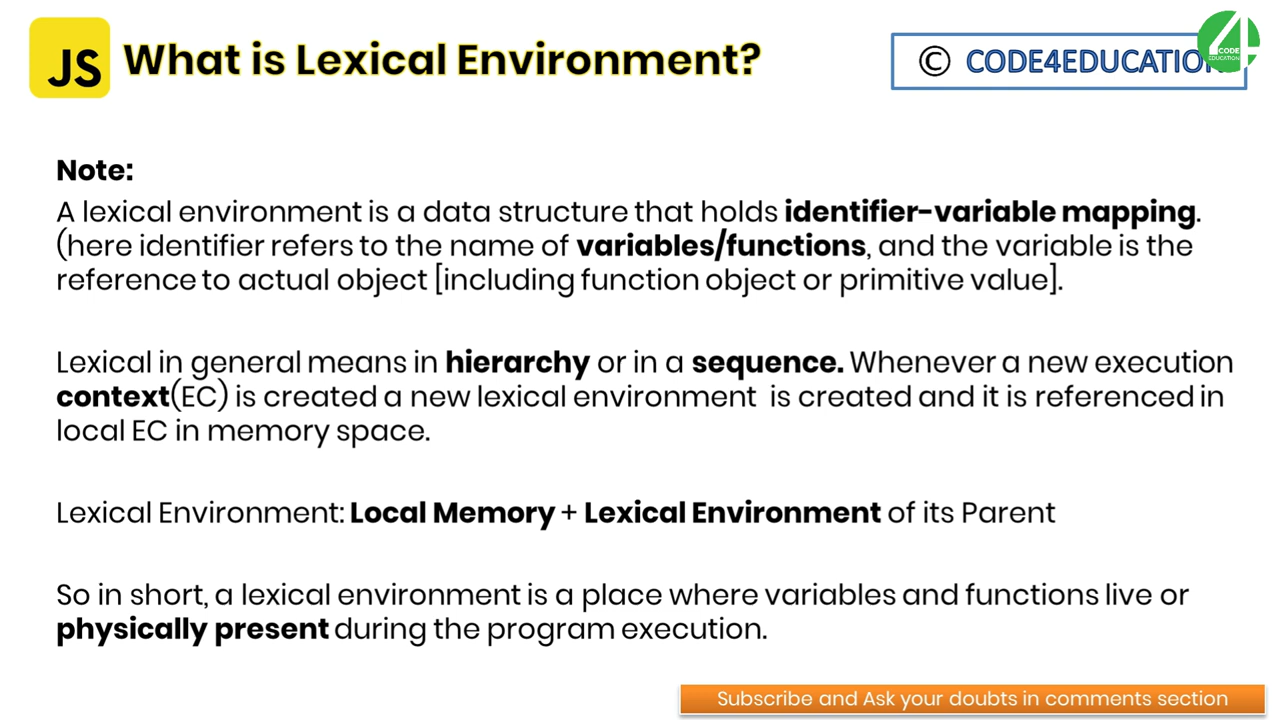 JS What is Lexical Environment?
© CODE4EDUCATION
4 CODE
EDUCATION
Note:
A lexical environment is a data structure that holds identifier-variable mapping.
(here identifier refers to the name of variables/functions, and the variable is the
reference to actual object [including function object or primitive value].
Lexical in general means in hierarchy or in a sequence. Whenever a new execution
context(EC) is created a new lexical environment is created and it is referenced in
local EC in memory space.
Lexical Environment: Local Memory + Lexical Environment of its Parent
So in short, a lexical environment is a place where variables and functions live or
physically present during the program execution.
Subscribe and Ask your doubts in comments section